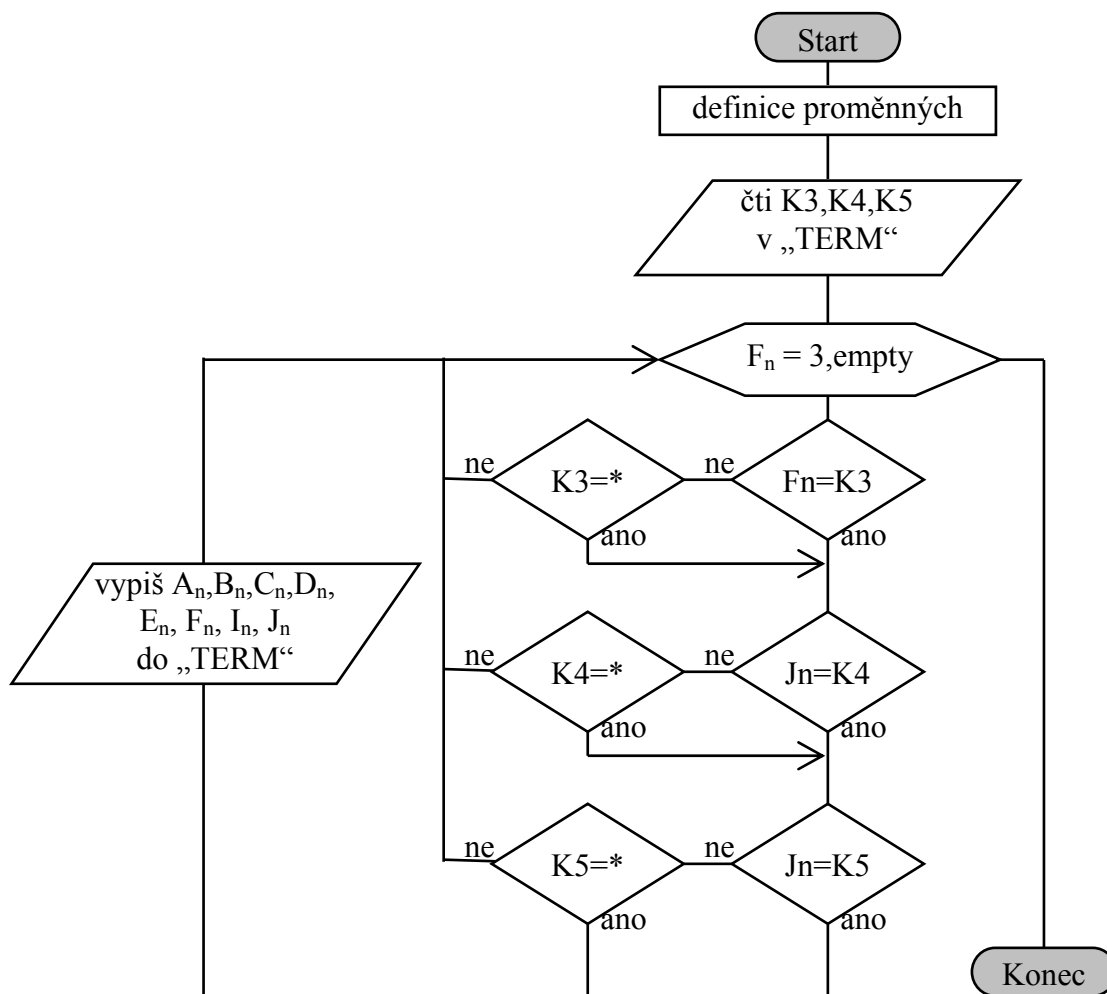 Start
definice proměnných
čti K3,K4,K5
v „TERM“
Fn = 3,empty
ne
K3=*
ne
Fn=K3
ano
ano
vypiš An,Bn,Cn,Dn,
En, Fn, In, Jn
do „TERM“
ne
K4=*
ne
Jn=K4
ano
ano
ne
K5=*
ne
Jn=K5
ano
ano
Konec